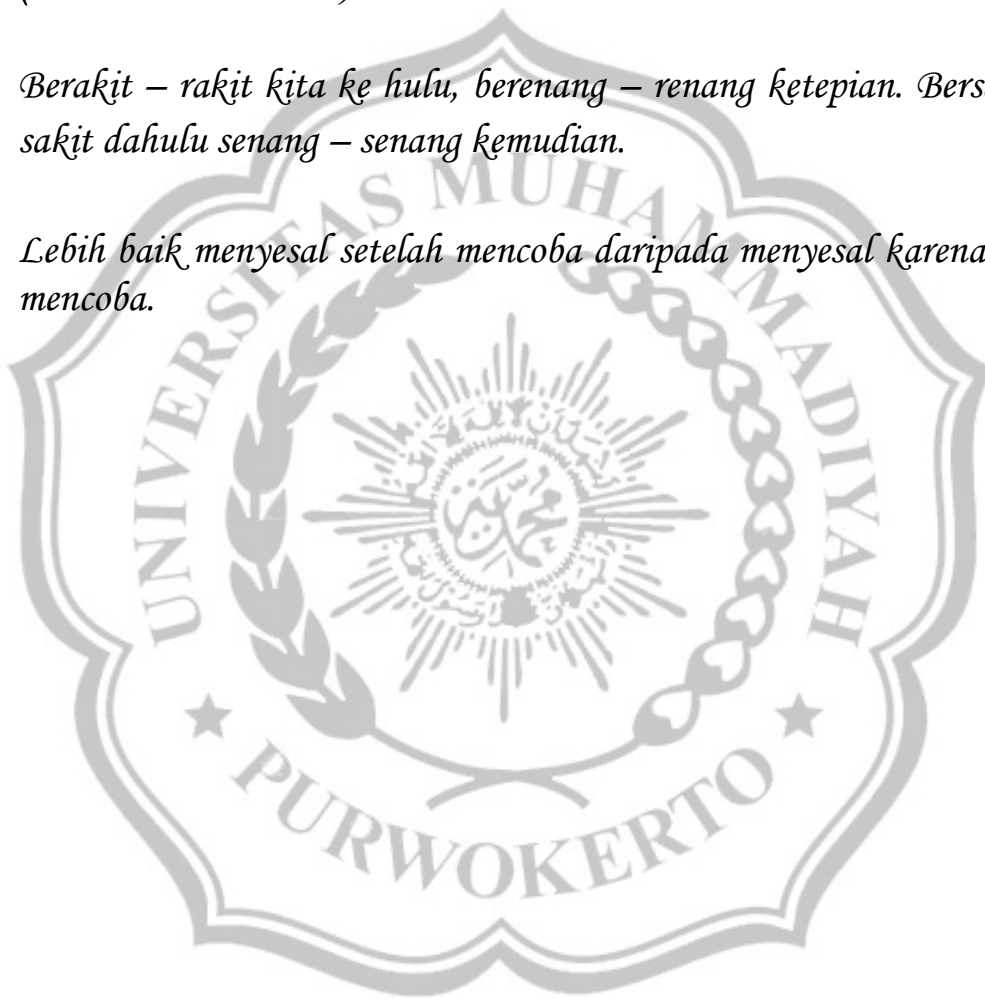 Berakit – rakit kita ke hulu, berenang – renang ketepian.
sakit dahulu senang – senang kemudian.
Lebih baik menyesal setelah mencoba daripada menyesal karena
mencoba.
UNIVERSITAS MUHAMMADIYAH
PURWOKERTO